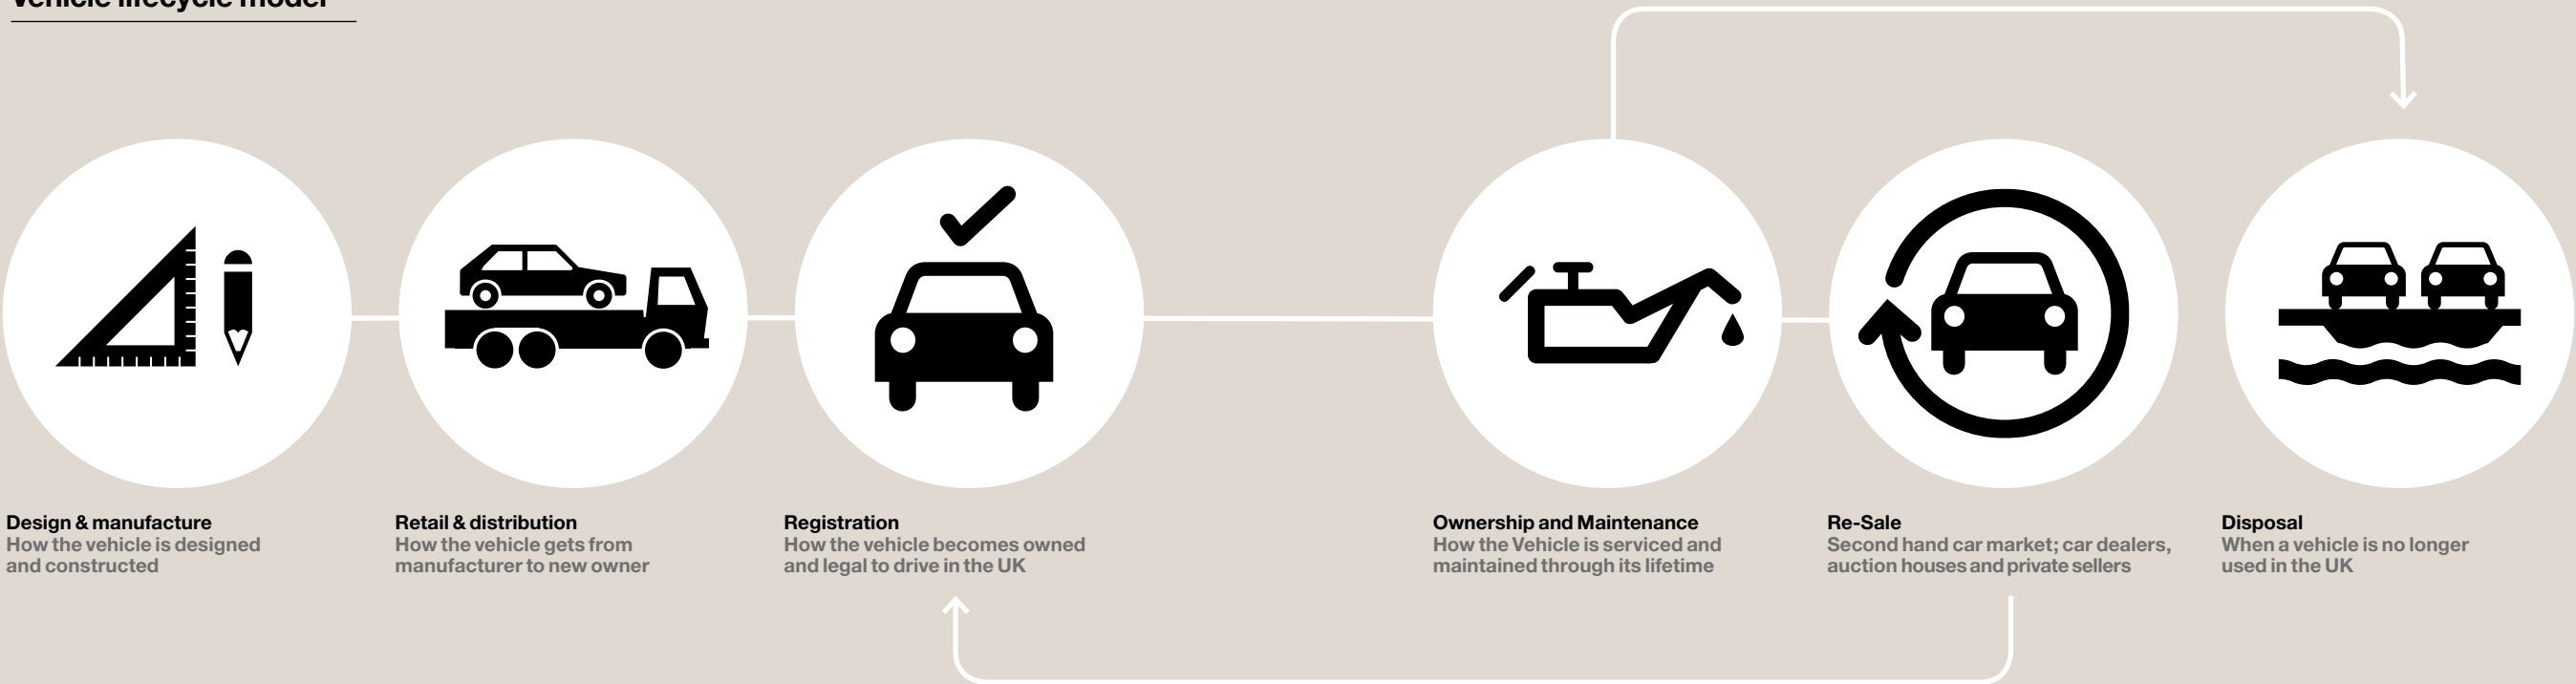 Vehicle lifecycle model
Design & manufacture
How the vehicle is designed
and constructed
Retail & distribution
How the vehicle gets from
manufacturer to new owner
Registration
How the vehicle becomes owned
and legal to drive in the UK
Ownership and Maintenance
How the Vehicle is serviced and
maintained through its lifetime
Re-Sale
Second hand car market; car dealers,
auction houses and private sellers
Disposal
When a vehicle is no longer
used in the UK